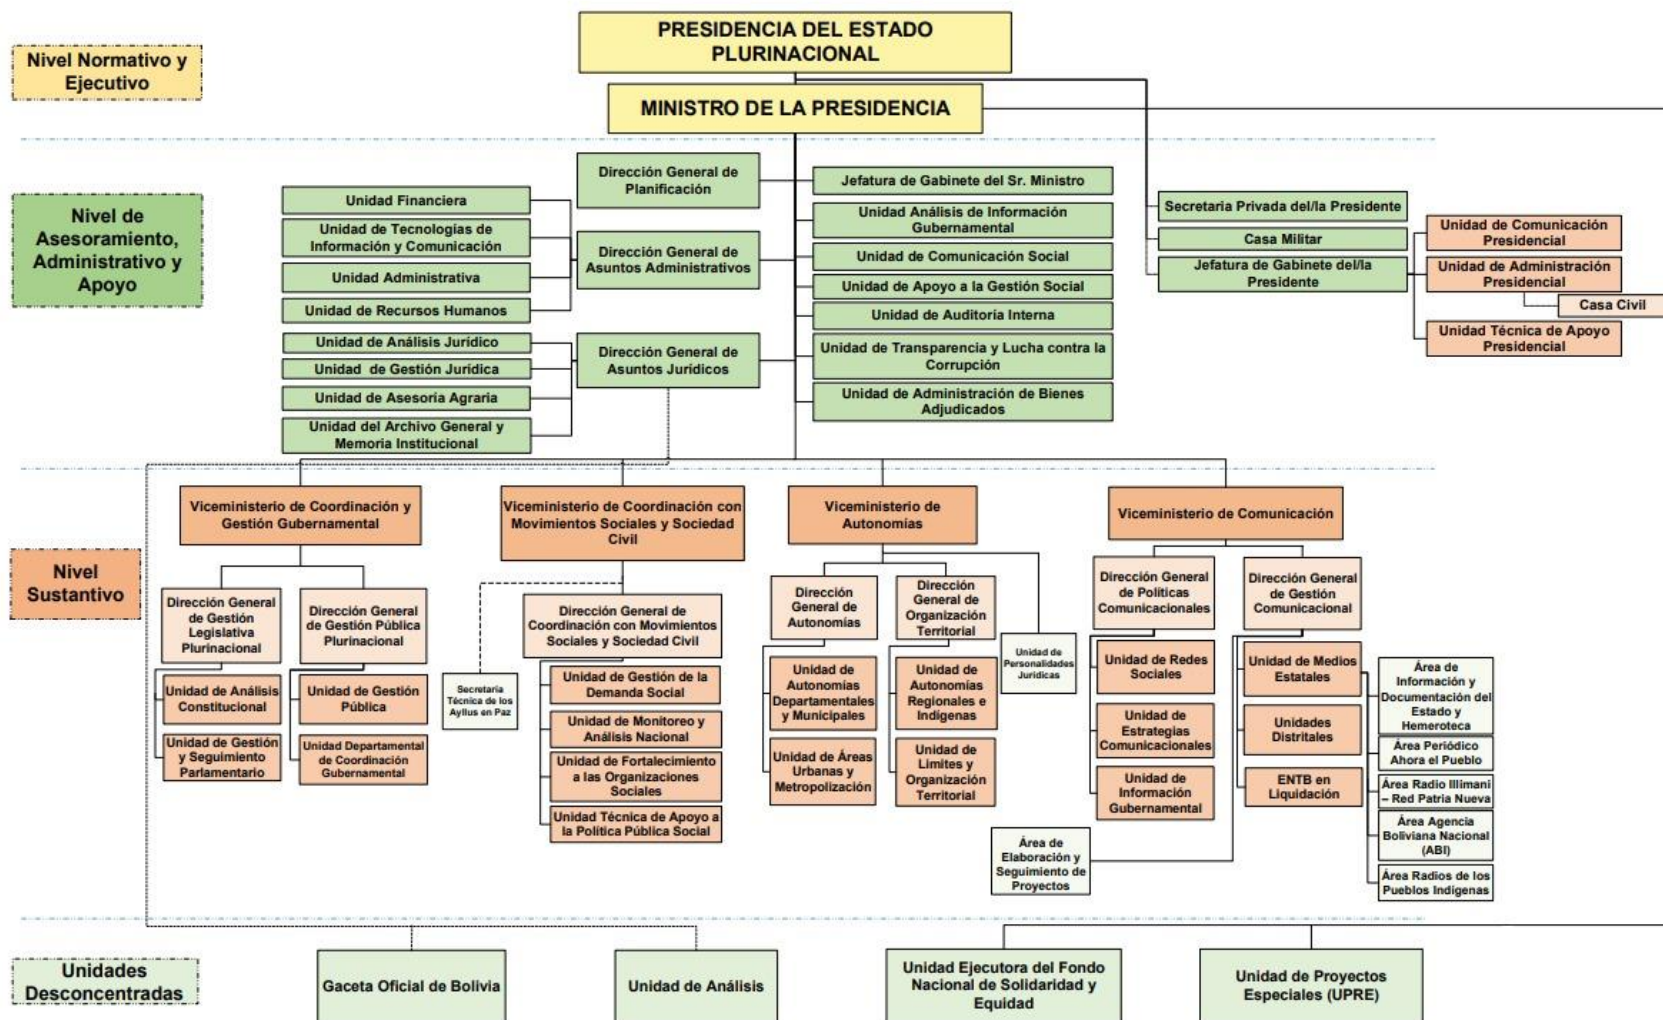 PRESIDENCIA DEL ESTADO
PLURINACIONAL
Nivel Normativo y
Ejecutivo
MINISTRO DE LA PRESIDENCIA
Nivel de
Asesoramiento,
Administrativo y
Apoyo
Unidad Financiera
Unidad de Tecnologías de
Información y Comunicación
Unidad Administrativa
Unidad de Recursos Humanos
Unidad de Análisis Jurídico
Unidad de Gestión Jurídica
Unidad de Asesoría Agraria
Unidad del Archivo General y
Memoria Institucional
Dirección General de
Planificación
Dirección General de
Asuntos Administrativos
Dirección General de
Asuntos Jurídicos
Jefatura de Gabinete del Sr. Ministro
Unidad Análisis de Información
Gubernamental
Unidad de Comunicación Social
Unidad de Apoyo a la Gestión Social
Unidad de Auditoría Interna
Unidad de Transparencia y Lucha contra la
Corrupción
Unidad de Administración de Bienes
Adjudicados
Secretaria Privada del/la Presidente
Casa Militar
Jefatura de Gabinete del/la
Presidente
Unidad de Comunicación
Presidencial
Unidad de Administración
Presidencial
Casa Civil
Unidad Técnica de Apoyo
Presidencial
Nivel
Sustantivo
Viceministerio de Coordinación y
Gestión Gubernamental
Dirección General
de Gestión
Legislativa
Plurinacional
Unidad de Análisis
Constitucional
Unidad de Gestión
y Seguimiento
Parlamentario
Dirección General
de Gestión Pública
Plurinacional
Unidad de Gestión
Pública
Unidad Departamental
de Coordinación
Gubernamental
Viceministerio de Coordinación con
Movimientos Sociales y Sociedad
Civil
Secretaría
Técnica de los
Ayllus en Paz
Dirección General de
Coordinación con Movimientos
Sociales y Sociedad Civil
Unidad de Gestión de la
Demanda Social
Unidad de Monitoreo y
Análisis Nacional
Unidad de Fortalecimiento
a las Organizaciones
Sociales
Unidad Técnica de Apoyo a
la Política Pública Social
Viceministerio de
Autonomías
Dirección
General de
Autonomías
Unidad de
Autonomías
Departamentales
y Municipales
Unidad de Áreas
Urbanas y
Metropolización
Dirección
General de
Organización
Territorial
Unidad de
Autonomías
Regionales e
Indígenas
Unidad de
Limites y
Organización
Territorial
Unidad de
Personalidades
Jurídicas
Viceministerio de Comunicación
Dirección General
de Políticas
Comunicacionales
Unidad de Redes
Sociales
Unidad de
Estrategias
Comunicacionales
Unidad de
Información
Gubernamental
Dirección General
de Gestión
Comunicacional
Unidad de Medios
Estatales
Unidades
Distritales
ENTB en
Liquidación
Área de
Elaboración y
Seguimiento de
Proyectos
Área de
Información y
Documentación del
Estado y
Hemeroteca
Área Periódico
Ahora el Pueblo
Área Radio Illimani
– Red Patria Nueva
Área Agencia
Boliviana Nacional
(ABI)
Área Radios de los
Pueblos Indígenas
Unidades
Desconcentradas
Gaceta Oficial de Bolivia
Unidad de Análisis
Unidad Ejecutora del Fondo
Nacional de Solidaridad y
Equidad
Unidad de Proyectos
Especiales (UPRE)